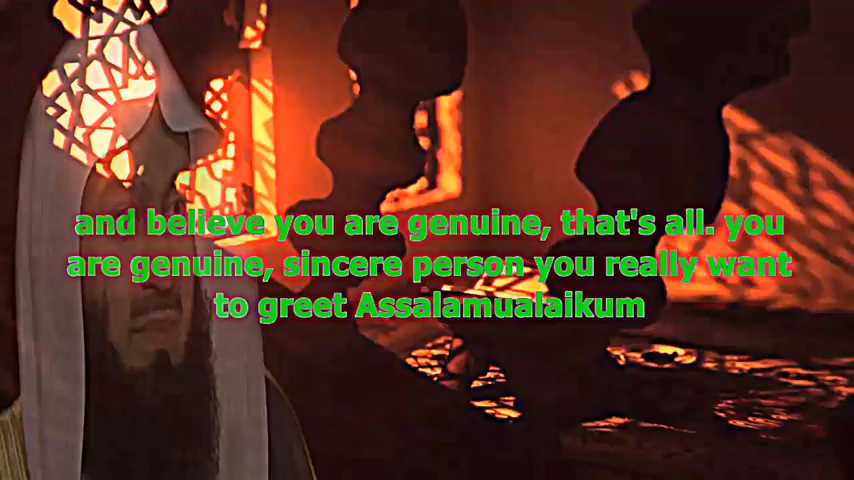 and believe you are genuine, that's all. you
are genuine, sincere person you really want
to greet Assalamualaikum